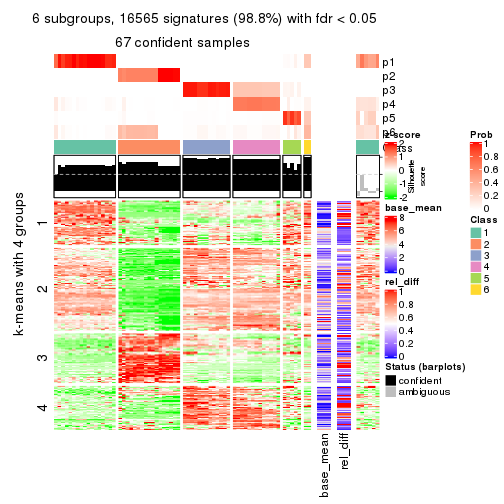 6 subgroups, 16565 signatures (98.8%) with fdr < 0.05
67 confident samples
p1
p2
p3
p4
p5
p6
z-score
2
1
0
-1
-2
Silhouette
score
Prob
1
0.8
0.6
0.4
0.2
0
base_mean
8
6
4
2
0
Class
1
2
3
4
5
6
rel_diff
1
0.8
0.6
0.4
0.2
0
Status (barplots)
confident
ambiguous
k-means with 4 groups
1
2
3
4
base_mean
rel_diff